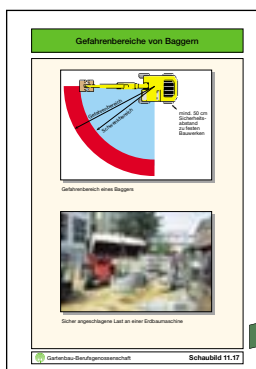 Gefahrenbereiche von Baggern
Gefahrbereich
Schwenkbereich
mind. 50 cm
Sicherheits-
abstand
zu festen
Bauwerken
Gefahrenbereich eines Baggers
Sicher angeschlagene Last an einer Erdbaumaschine
Gartenbau-Berufsgenossenschaft
Schaubild 11.17